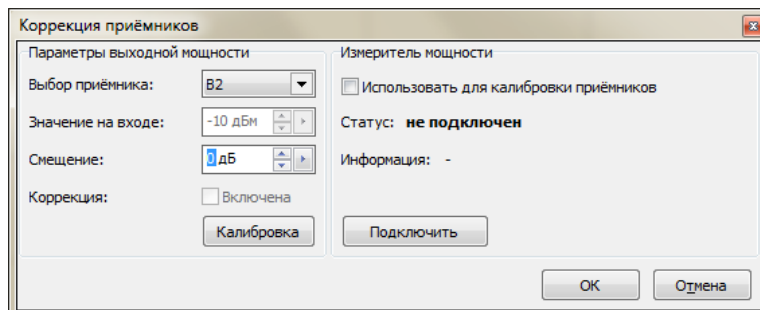 Коррекция приёмников
Параметры выходной мощности
Выбор приёмника: B2
Значение на входе: -10 дБм
Смещение: 0 дБ
Коррекция: Включена
Калибровка
Измеритель мощности
Использовать для калибровки приёмников
Статус: не подключен
Информация: -
Подключить
OK
Отмена